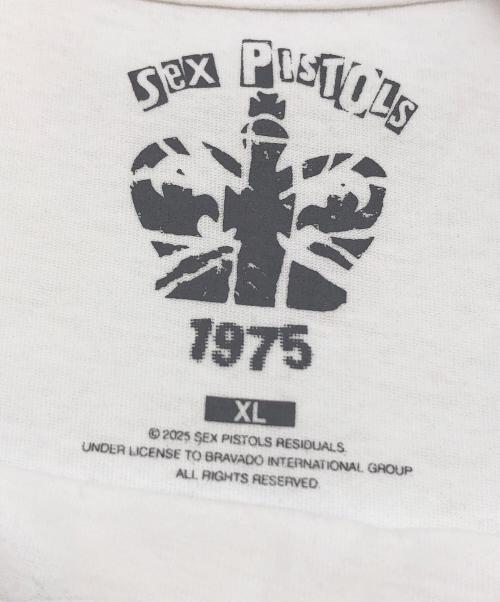 SEX PISTOLS
1975
XL
© 2025 SEX PISTOLS RESIDUALS.
UNDER LICENSE TO BRAVADO INTERNATIONAL GROUP
ALL RIGHTS RESERVED.